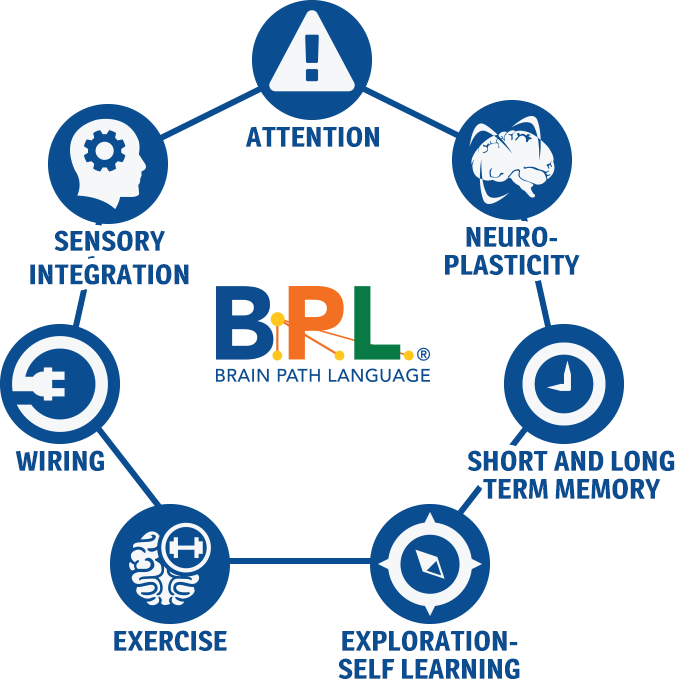 ATTENTION
NEURO-
PLASTICITY
SENSORY
INTEGRATION
BPL®
BRAIN PATH LANGUAGE
WIRING
SHORT AND LONG
TERM MEMORY
EXERCISE
EXPLORATION-
SELF LEARNING